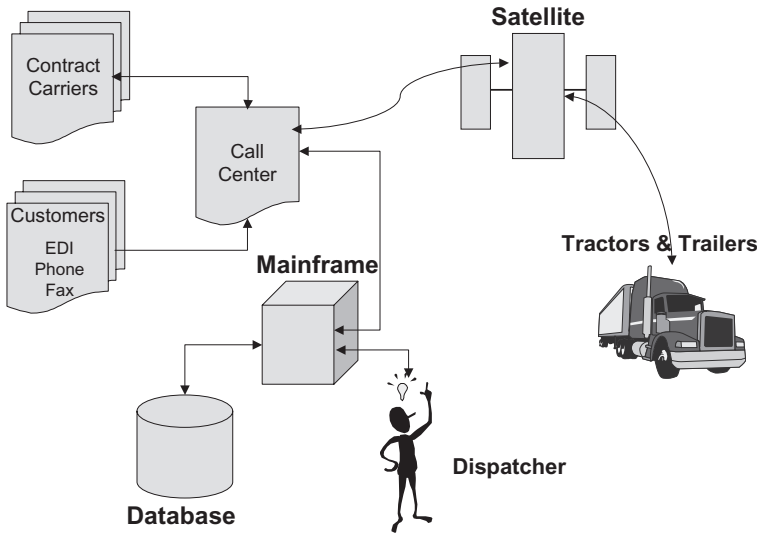 Satellite
Contract
Carriers
Call
Center
Customers
EDI
Phone
Fax
Tractors & Trailers
Mainframe
Dispatcher
Database